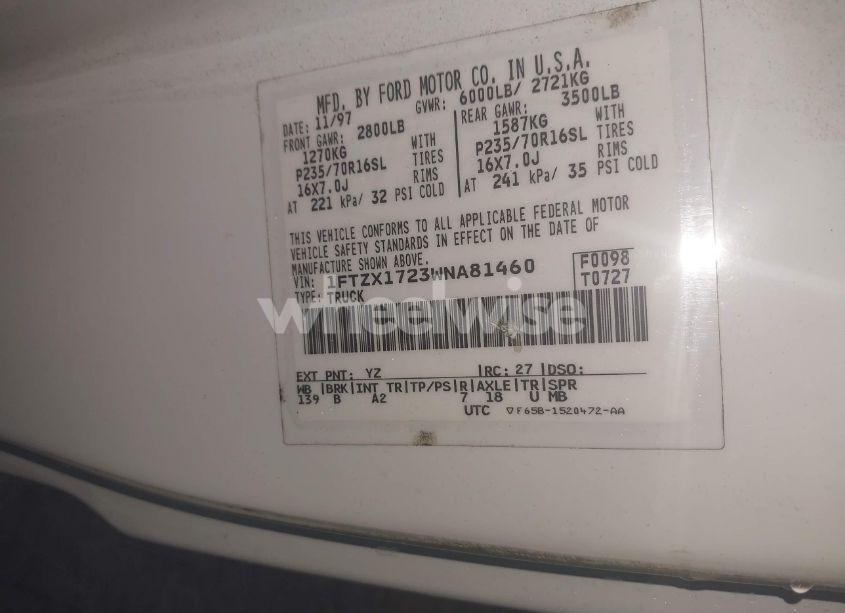 MFD. BY FORD MOTOR CO. IN U.S.A.
DATE: 11/97 GVWR: 6000LB/ 2721KG
FRONT GAWR: 2800LB REAR GAWR: 3500LB
1270KG WITH 1587KG WITH
P235/70R16SL TIRES P235/70R16SL TIRES
16X7.0J RIMS 16X7.0J RIMS
AT 221 kPa/ 32 PSI COLD AT 241 kPa/ 35 PSI COLD
THIS VEHICLE CONFORMS TO ALL APPLICABLE FEDERAL MOTOR
VEHICLE SAFETY STANDARDS IN EFFECT ON THE DATE OF
MANUFACTURE SHOWN ABOVE.
VIN: 1FTZX1723WNA81460 F0098
TYPE: TRUCK T0727
wheelwise
EXT PNT: YZ RC: 27 DSO:
WB BRK INT TR TP/PS R AXLE TR SPR
139 B A2 7 18 U MB
UTC ▽F65B-1520472-AA